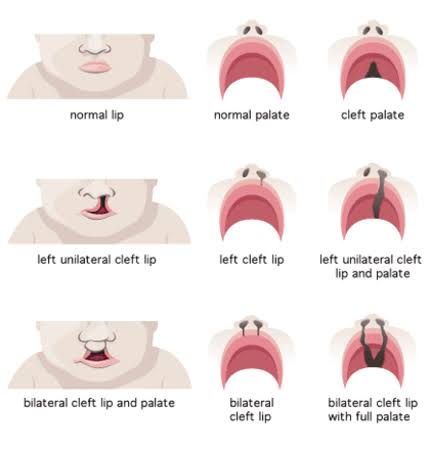 normal lip
normal palate
cleft palate
left unilateral cleft lip
left cleft lip
left unilateral cleft
lip and palate
bilateral cleft lip and palate
bilateral
cleft lip
bilateral cleft lip
with full palate